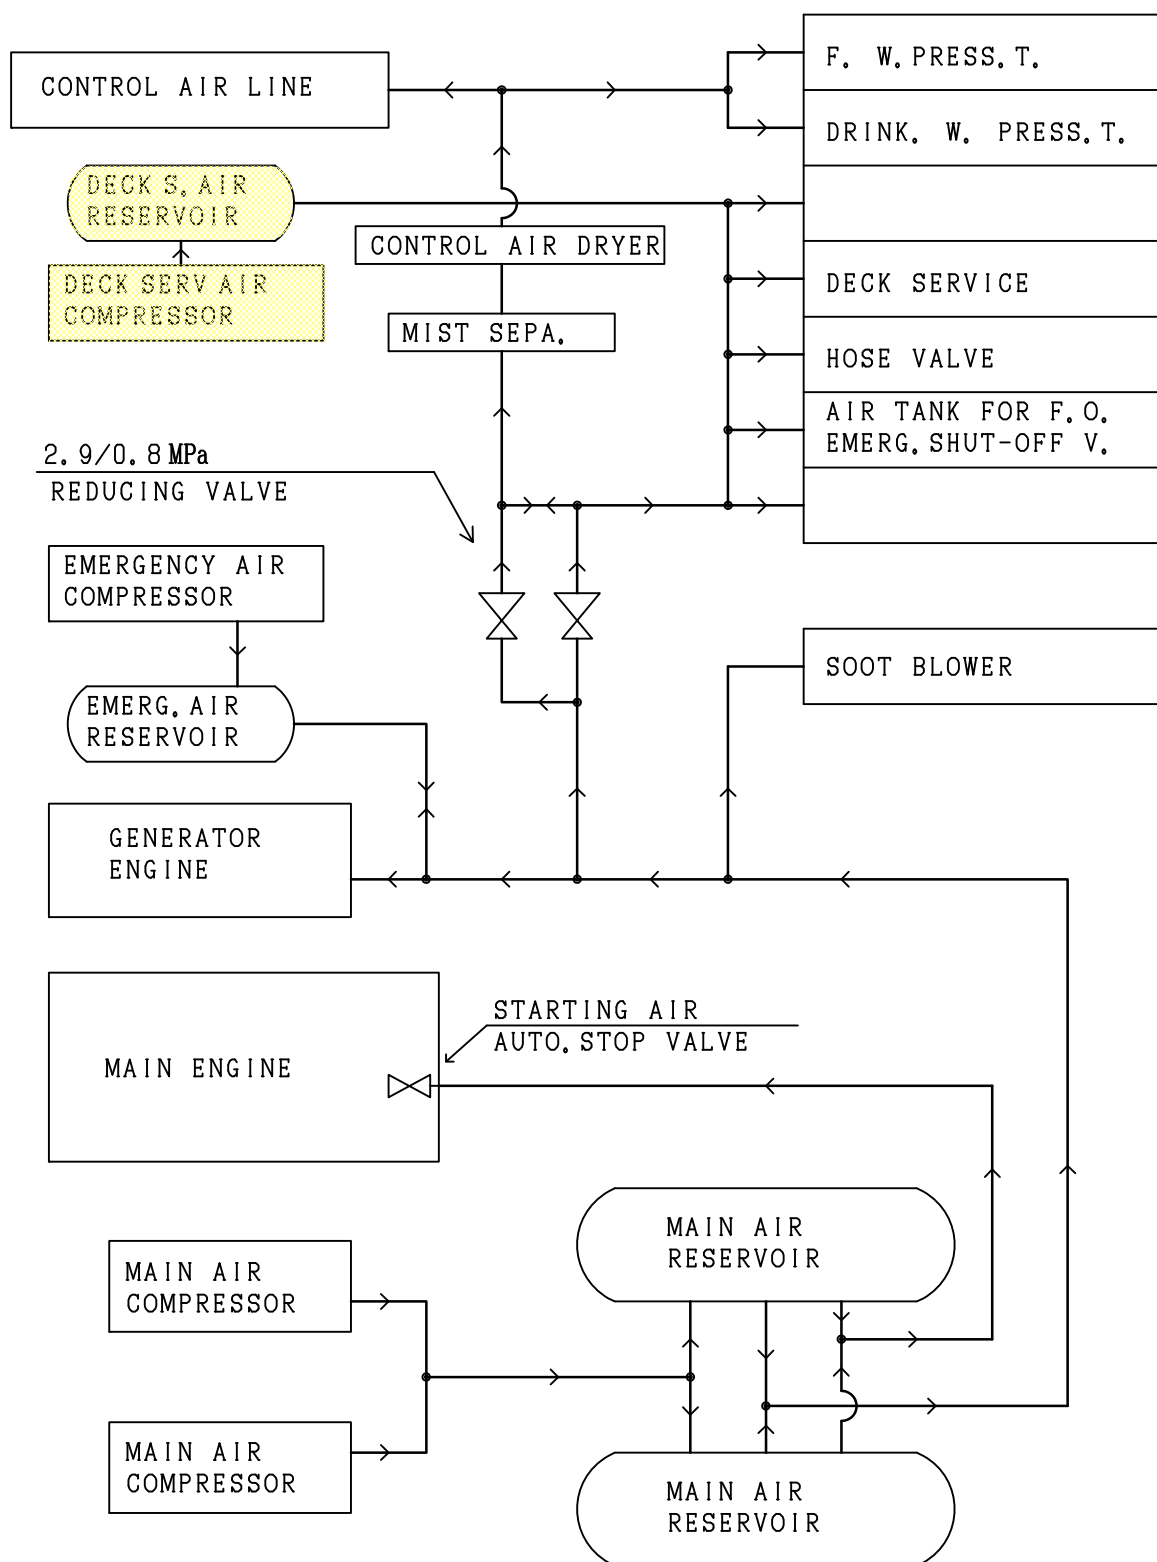 CONTROL AIR LINE
F. W. PRESS. T.
DRINK. W. PRESS. T.
DECK S. AIR
RESERVOIR
CONTROL AIR DRYER
DECK SERV AIR
COMPRESSOR
DECK SERVICE
MIST SEPA.
HOSE VALVE
AIR TANK FOR F.O.
EMERG. SHUT-OFF V.
2.9/0.8 MPa
REDUCING VALVE
EMERGENCY AIR
COMPRESSOR
SOOT BLOWER
EMERG. AIR
RESERVOIR
GENERATOR
ENGINE
STARTING AIR
AUTO. STOP VALVE
MAIN ENGINE
MAIN AIR
RESERVOIR
MAIN AIR
COMPRESSOR
MAIN AIR
COMPRESSOR
MAIN AIR
RESERVOIR